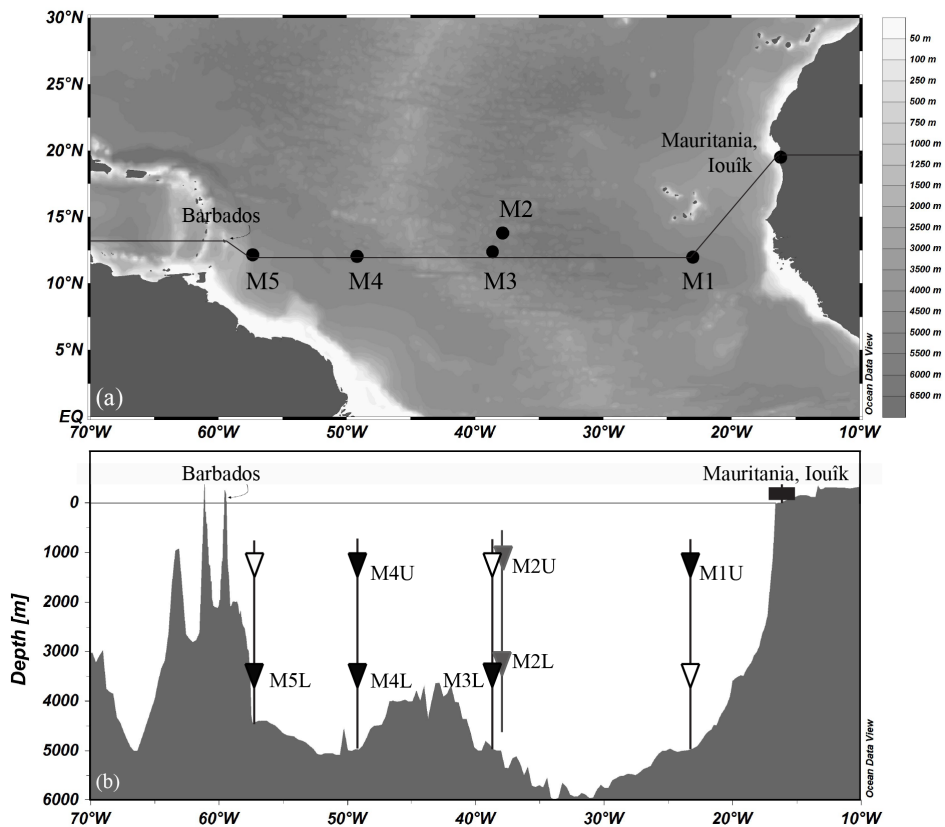 30°N
25°N
20°N
15°N
10°N
5°N
EQ
70°W 60°W 50°W 40°W 30°W 20°W 10°W
Mauritania,
Iouîk
Barbados
M2
M5 M4 M3 M1
(a)
Ocean Data View
50 m
100 m
250 m
500 m
750 m
1000 m
1250 m
1500 m
2000 m
2500 m
3000 m
3500 m
4000 m
4500 m
5000 m
5500 m
6000 m
6500 m
Barbados Mauritania, Iouîk
Depth [m]
0
1000
2000
3000
4000
5000
6000
M4U M2U M1U
M2L
M5L M4L M3L
(b)
Ocean Data View
70°W 60°W 50°W 40°W 30°W 20°W 10°W